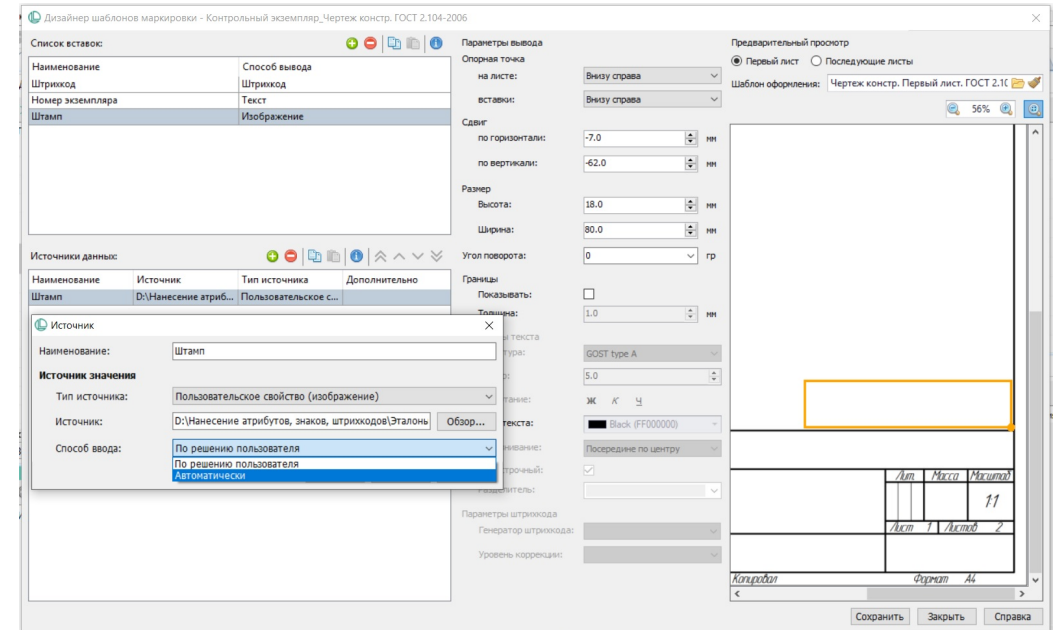 Дизайнер шаблонов маркировки - Контрольный экземпляр_Чертеж констр. ГОСТ 2.104-2006
Список вставок:
Наименование Способ вывода
Штрихкод Штрихкод
Номер экземпляра Текст
Штамп Изображение
Источники данных:
Наименование Источник Тип источника Дополнительно
Штамп D:\Нанесение атриб... Пользовательское с...
Источник
Наименование: Штамп
Источник значения
Тип источника: Пользовательское свойство (изображение)
Источник: D:\Нанесение атрибутов, знаков, штрихкодов\Эталонь Обзор...
Способ ввода: По решению пользователя
По решению пользователя
Автоматически
Параметры вывода
Опорная точка
на листе: Внизу справа
вставки: Внизу справа
Сдвиг
по горизонтали: -7.0 мм
по вертикали: -62.0 мм
Размер
Высота: 18.0 мм
Ширина: 80.0 мм
Угол поворота: 0 гр
Границы
Показывать:
Толщина: 1.0 мм
ы текста
тура: GOST type A
р: 5.0
тание: Ж К Ч
текста: Black (FF000000)
нивание: Посередине по центру
трочный:
Разделитель:
Параметры штрихкода
Генератор штрихкода:
Уровень коррекции:
Предварительный просмотр
Первый лист Последующие листы
Шаблон оформления: Чертеж констр. Первый лист. ГОСТ 2.1(
56%
Лит. Масса Масштаб
1:1
Лист 1 Листов 2
Копировал Формат А4
Сохранить Закрыть Справка